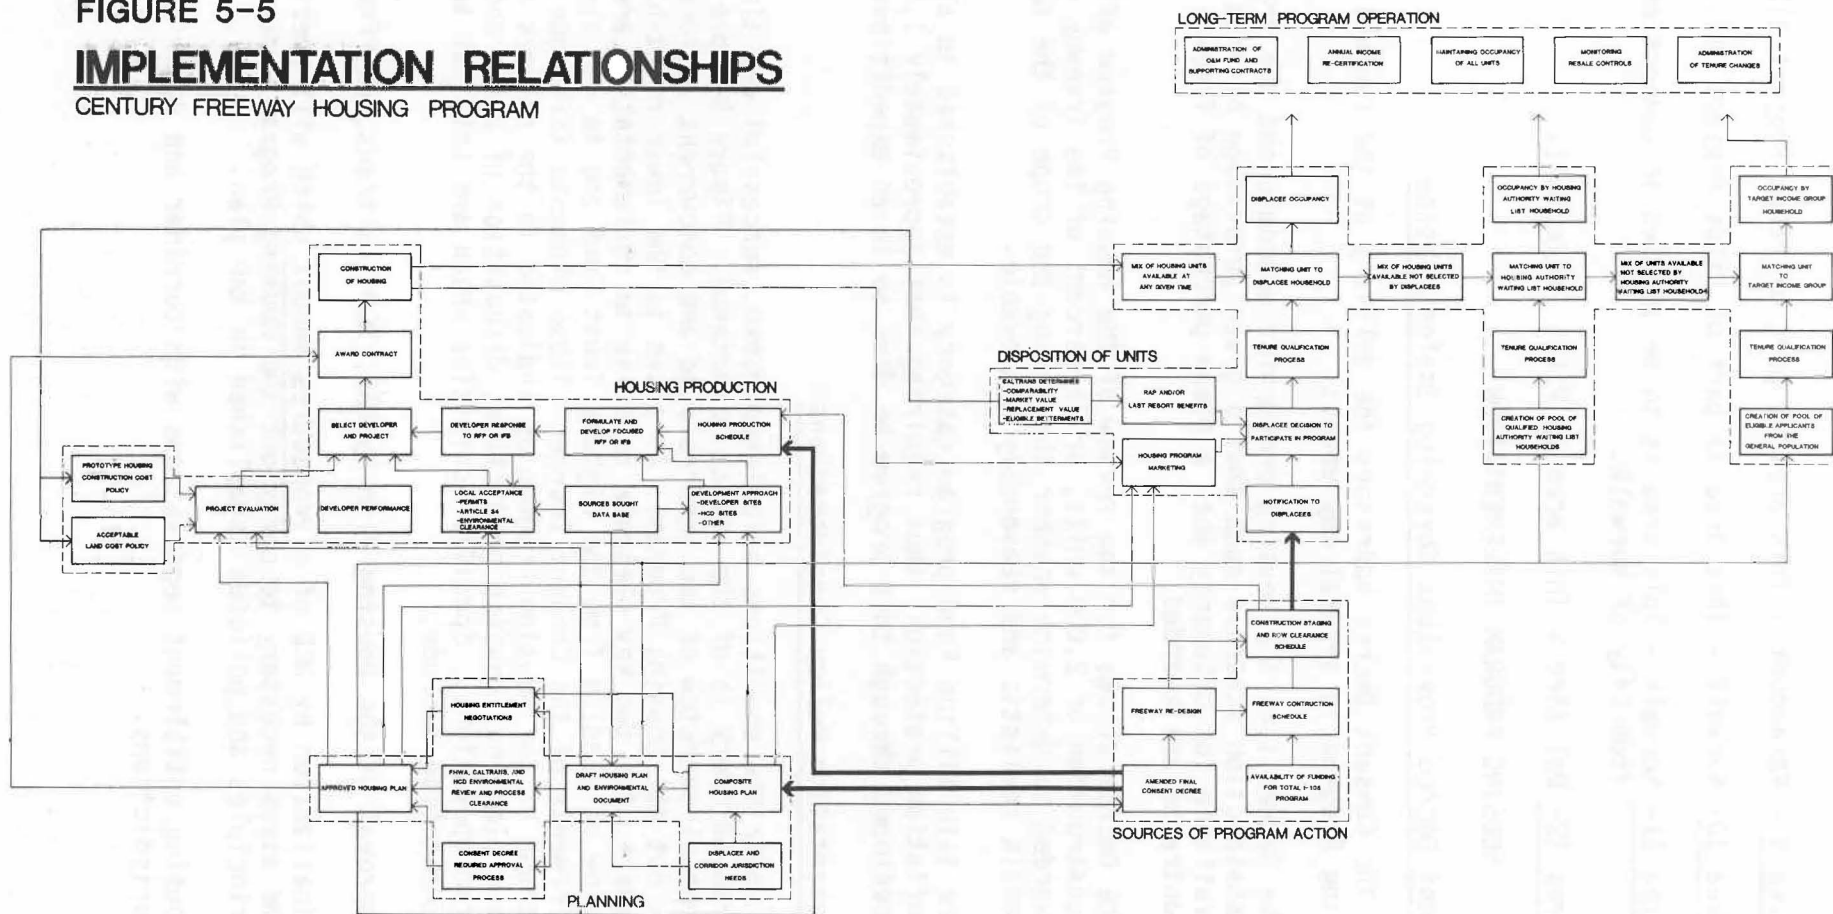 FIGURE 5-5
IMPLEMENTATION RELATIONSHIPS
CENTURY FREEWAY HOUSING PROGRAM
LONG-TERM PROGRAM OPERATION
ADMINISTRATION OF
O&M FUND AND
SUPPORTING CONTRACTS
ANNUAL INCOME
RE-CERTIFICATION
MAINTAINING OCCUPANCY
OF ALL UNITS
MONITORING
RESALE CONTROLS
ADMINISTRATION
OF TENURE CHANGES
DISPLACEE OCCUPANCY
OCCUPANCY BY HOUSING
AUTHORITY WAITING
LIST HOUSEHOLD
OCCUPANCY BY
TARGET INCOME GROUP
HOUSEHOLD
CONSTRUCTION
OF HOUSING
MIX OF HOUSING UNITS
AVAILABLE AT
ANY GIVEN TIME
MATCHING UNIT TO
DISPLACEE HOUSEHOLD
MIX OF HOUSING UNITS
AVAILABLE NOT SELECTED
BY DISPLACEES
MATCHING UNIT TO
HOUSING AUTHORITY
WAITING LIST HOUSEHOLD
MIX OF UNITS AVAILABLE
NOT SELECTED BY
HOUSING AUTHORITY
WAITING LIST HOUSEHOLDS
MATCHING UNIT
TO
TARGET INCOME GROUP
AWARD CONTRACT
TENURE QUALIFICATION
PROCESS
TENURE QUALIFICATION
PROCESS
TENURE QUALIFICATION
PROCESS
DISPOSITION OF UNITS
CALTRANS DETERMINES
-COMPARABILITY
-MARKET VALUE
-REPLACEMENT VALUE
-ELIGIBLE BETTERMENTS
RAP AND/OR
LAST RESORT BENEFITS
DISPLACEE DECISION TO
PARTICIPATE IN PROGRAM
CREATION OF POOL OF
QUALIFIED HOUSING
AUTHORITY WAITING LIST
HOUSEHOLDS
CREATION OF POOL OF
ELIGIBLE APPLICANTS
FROM THE
GENERAL POPULATION
HOUSING PROGRAM
MARKETING
NOTIFICATION TO
DISPLACEES
HOUSING PRODUCTION
SELECT DEVELOPER
AND PROJECT
DEVELOPER RESPONSE
TO RFP OR IFB
FORMULATE AND
DEVELOP FOCUSED
RFP OR IFB
HOUSING PRODUCTION
SCHEDULE
PROTOTYPE HOUSING
CONSTRUCTION COST
POLICY
ACCEPTABLE
LAND COST POLICY
PROJECT EVALUATION
DEVELOPER PERFORMANCE
LOCAL ACCEPTANCE
-PERMITS
-ARTICLE 34
-ENVIRONMENTAL
CLEARANCE
SOURCES SOUGHT
DATA BASE
DEVELOPMENT APPROACH
-DEVELOPER SITES
-HCD SITES
-OTHER
CONSTRUCTION STAGING
AND ROW CLEARANCE
SCHEDULE
FREEWAY RE-DESIGN
FREEWAY CONTRUCTION
SCHEDULE
AMENDED FINAL
CONSENT DECREE
AVAILABILITY OF FUNDING
FOR TOTAL I-105
PROGRAM
SOURCES OF PROGRAM ACTION
HOUSING ENTITLEMENT
NEGOTIATIONS
APPROVED HOUSING PLAN
FHWA, CALTRANS, AND
HCD ENVIRONMENTAL
REVIEW AND PROCESS
CLEARANCE
DRAFT HOUSING PLAN
AND ENVIRONMENTAL
DOCUMENT
COMPOSITE
HOUSING PLAN
CONSENT DECREE
REQUIRED APPROVAL
PROCESS
DISPLACEE AND
CORRIDOR JURISDICTION
NEEDS
PLANNING